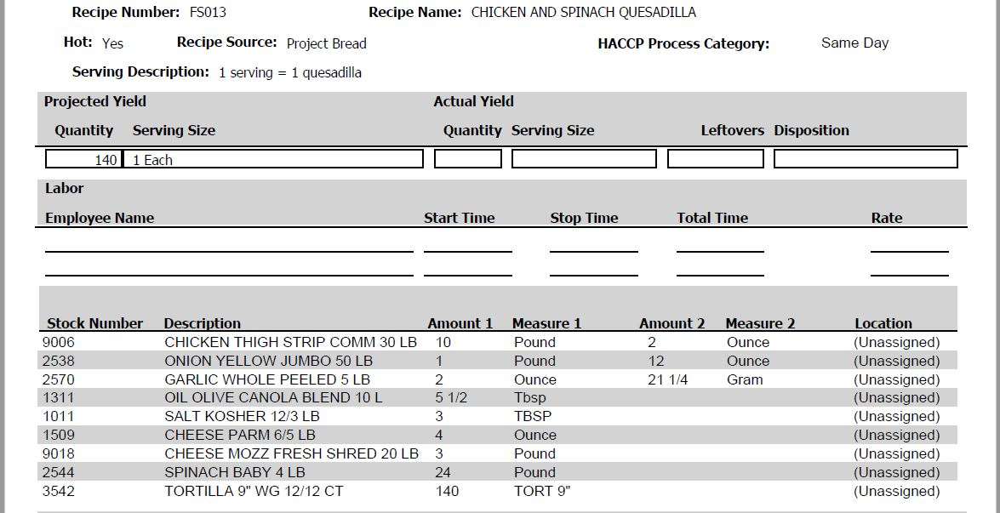 Recipe Number: FS013 Recipe Name: CHICKEN AND SPINACH QUESADILLA
Hot: Yes Recipe Source: Project Bread HACCP Process Category: Same Day
Serving Description: 1 serving = 1 quesadilla
Projected Yield Actual Yield
Quantity Serving Size Quantity Serving Size Leftovers Disposition
140 1 Each
Labor
Employee Name Start Time Stop Time Total Time Rate
Stock Number Description Amount 1 Measure 1 Amount 2 Measure 2 Location
9006 CHICKEN THIGH STRIP COMM 30 LB 10 Pound 2 Ounce (Unassigned)
2538 ONION YELLOW JUMBO 50 LB 1 Pound 12 Ounce (Unassigned)
2570 GARLIC WHOLE PEELED 5 LB 2 Ounce 21 1/4 Gram (Unassigned)
1311 OIL OLIVE CANOLA BLEND 10 L 5 1/2 Tbsp (Unassigned)
1011 SALT KOSHER 12/3 LB 3 TBSP (Unassigned)
1509 CHEESE PARM 6/5 LB 4 Ounce (Unassigned)
9018 CHEESE MOZZ FRESH SHRED 20 LB 3 Pound (Unassigned)
2544 SPINACH BABY 4 LB 24 Pound (Unassigned)
3542 TORTILLA 9" WG 12/12 CT 140 TORT 9" (Unassigned)